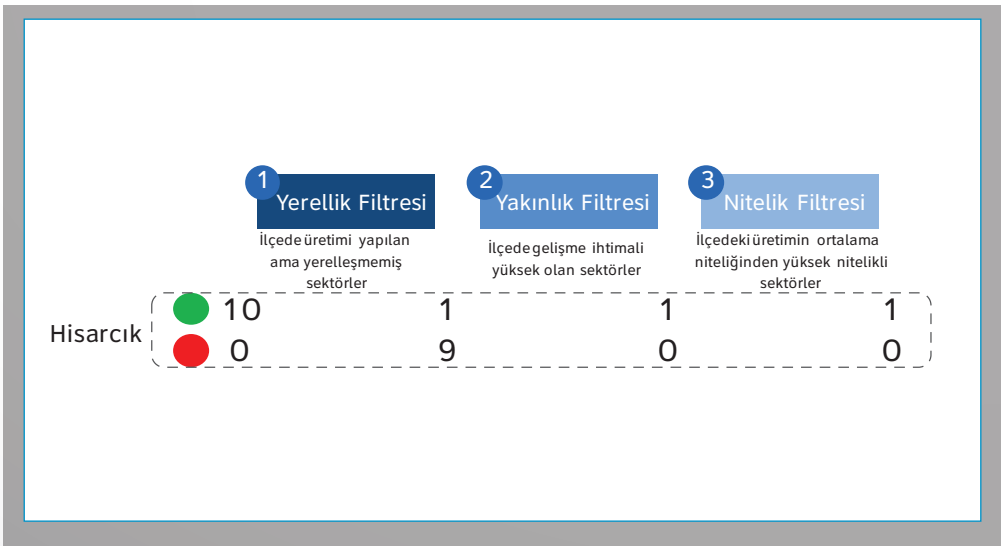 1
Yerellik Filtresi
İlçede üretimi yapılan
ama yerelleşmemiş
sektörler
2
Yakınlık Filtresi
İlçede gelişme ihtimali
yüksek olan sektörler
3
Nitelik Filtresi
İlçedeki üretimin ortalama
niteliğinden yüksek nitelikli
sektörler
Hisarcık
10 1 1 1
0 9 0 0